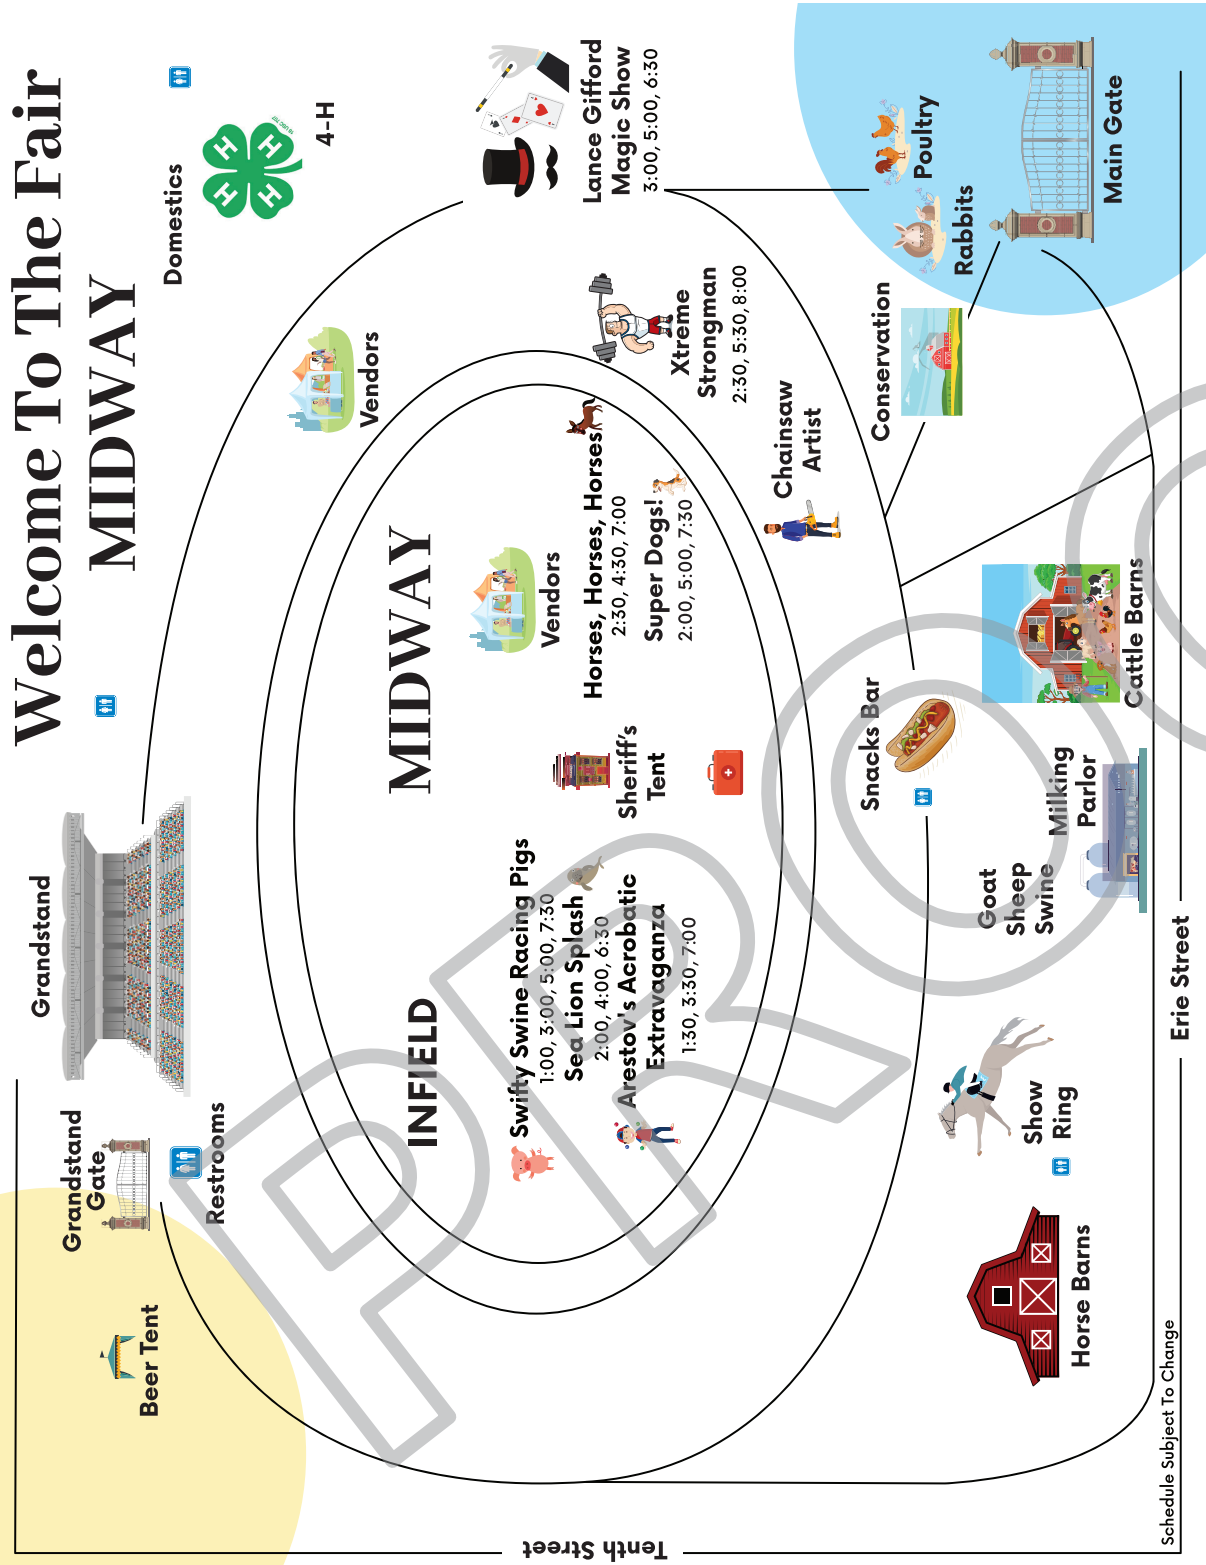 Welcome To The Fair
MIDWAY
Grandstand
Grandstand
Gate
Beer Tent
Restrooms
Domestics
4-H
Vendors
Lance Gifford
Magic Show
3:00, 5:00, 6:30
MIDWAY
INFIELD
Vendors
Swifty Swine Racing Pigs
1:00, 3:00, 5:00, 7:30
Sea Lion Splash
2:00, 4:00, 6:30
Arestov's Acrobatic
Extravaganza
1:30, 3:30, 7:00
Sheriff's
Tent
Horses, Horses, Horses
2:30, 4:30, 7:00
Super Dogs!
2:00, 5:00, 7:30
Xtreme
Strongman
2:30, 5:30, 8:00
Chainsaw
Artist
Snacks Bar
Conservation
Poultry
Rabbits
Main Gate
Cattle Barns
Milking
Parlor
Goat
Sheep
Swine
Show
Ring
Horse Barns
Tenth Street
Erie Street
Schedule Subject To Change
H
H
H
H
PRO